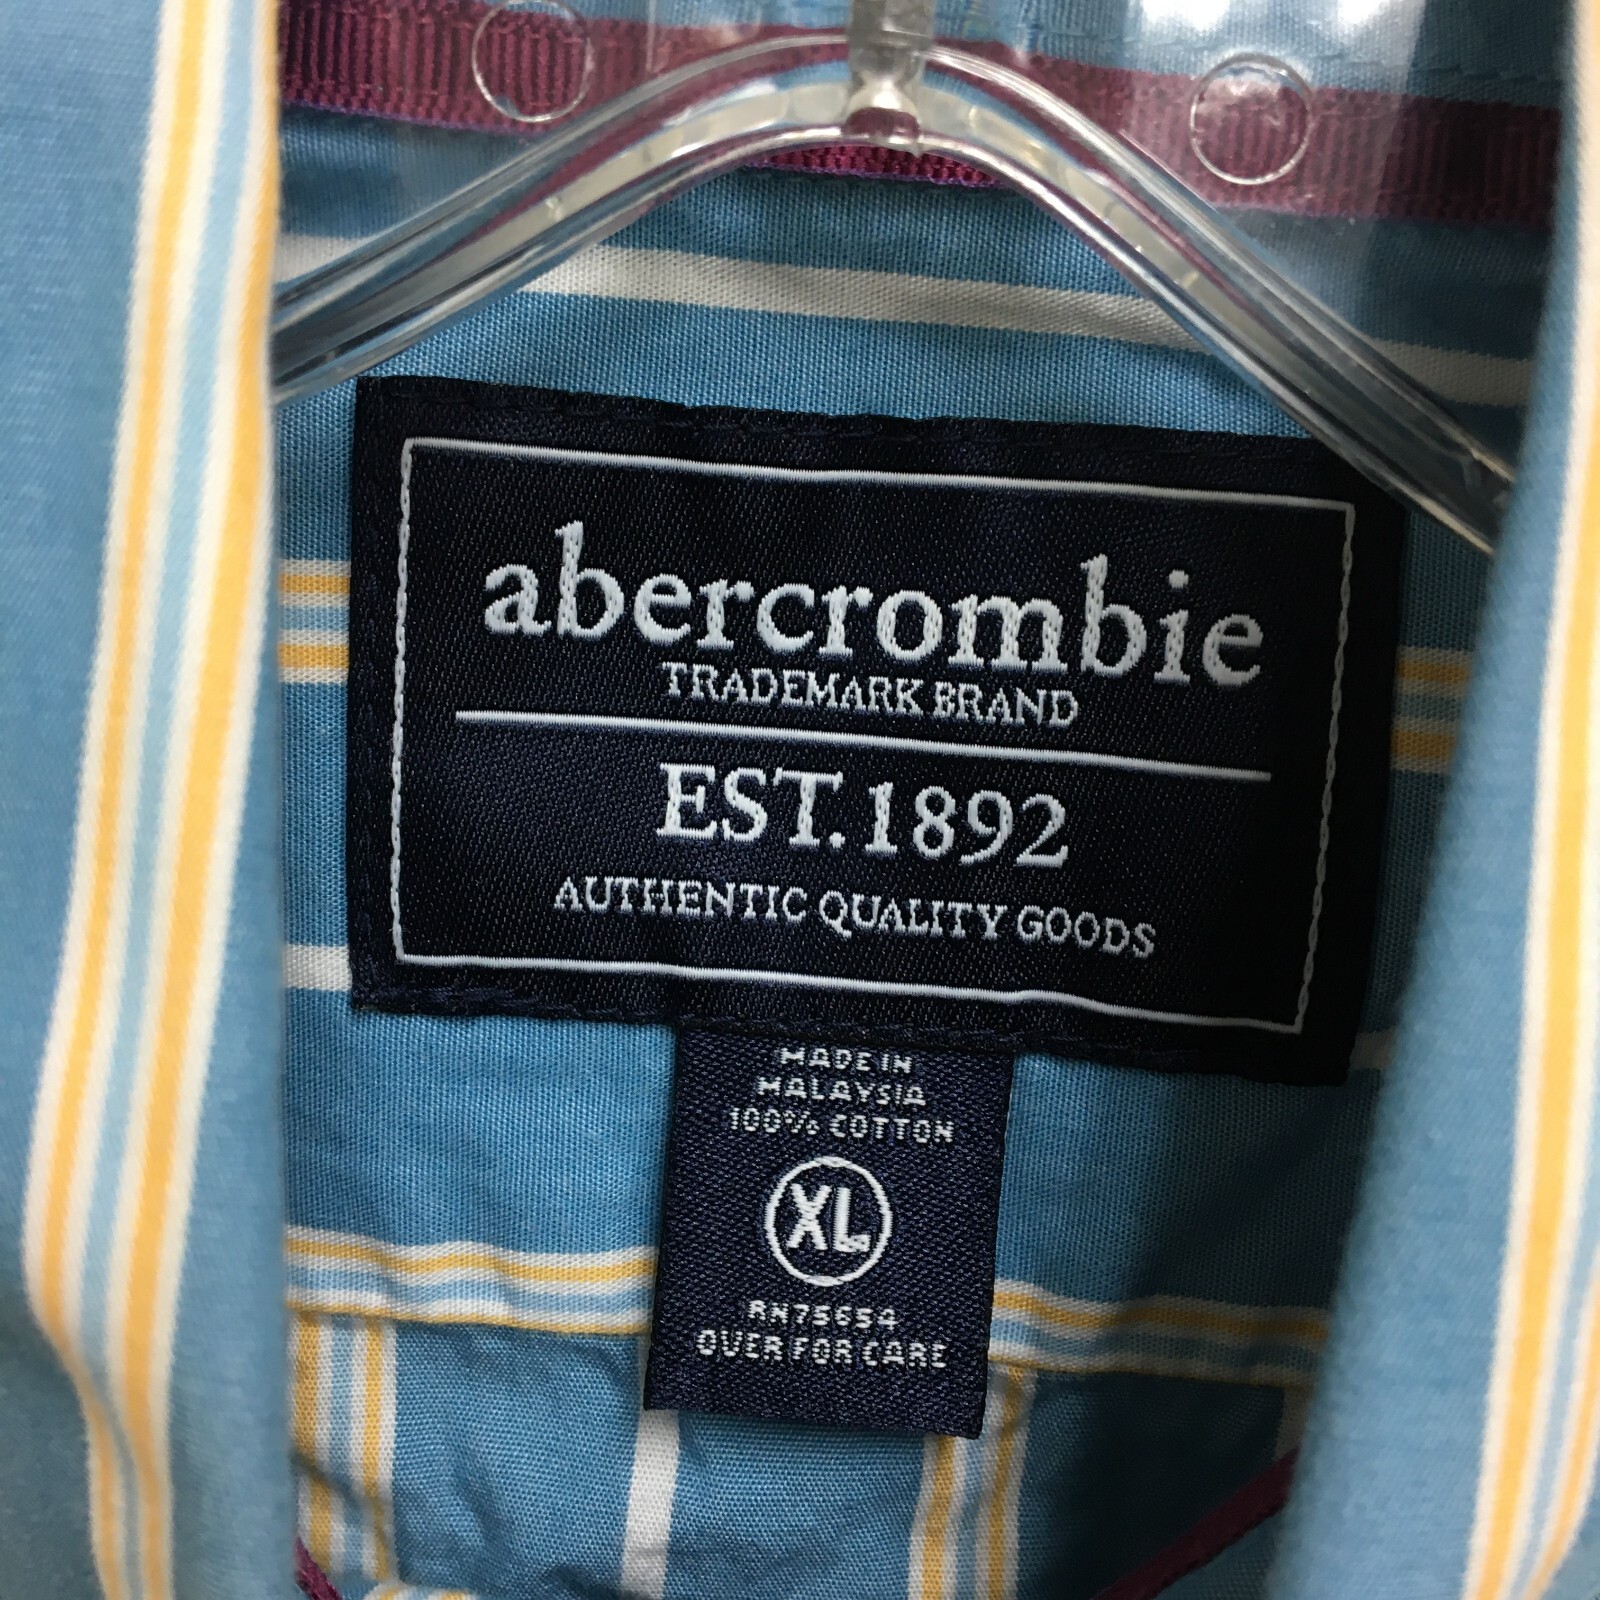 abercrombie
TRADEMARK BRAND
EST. 1892
AUTHENTIC QUALITY GOODS
MADE IN
MALAYSIA
100% COTTON
XL
RN75654
OVER FOR CARE